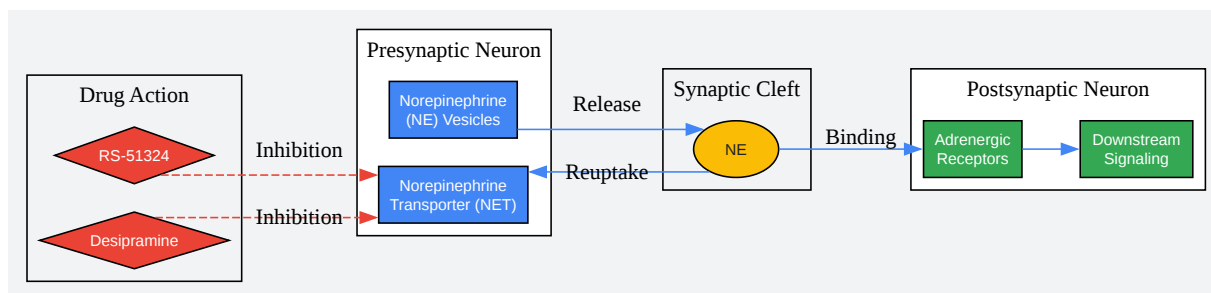 Drug Action
RS-51324
Desipramine
Inhibition
Inhibition
Presynaptic Neuron
Norepinephrine
(NE) Vesicles
Norepinephrine
Transporter (NET)
Release
Reuptake
Synaptic Cleft
NE
Binding
Postsynaptic Neuron
Adrenergic
Receptors
Downstream
Signaling